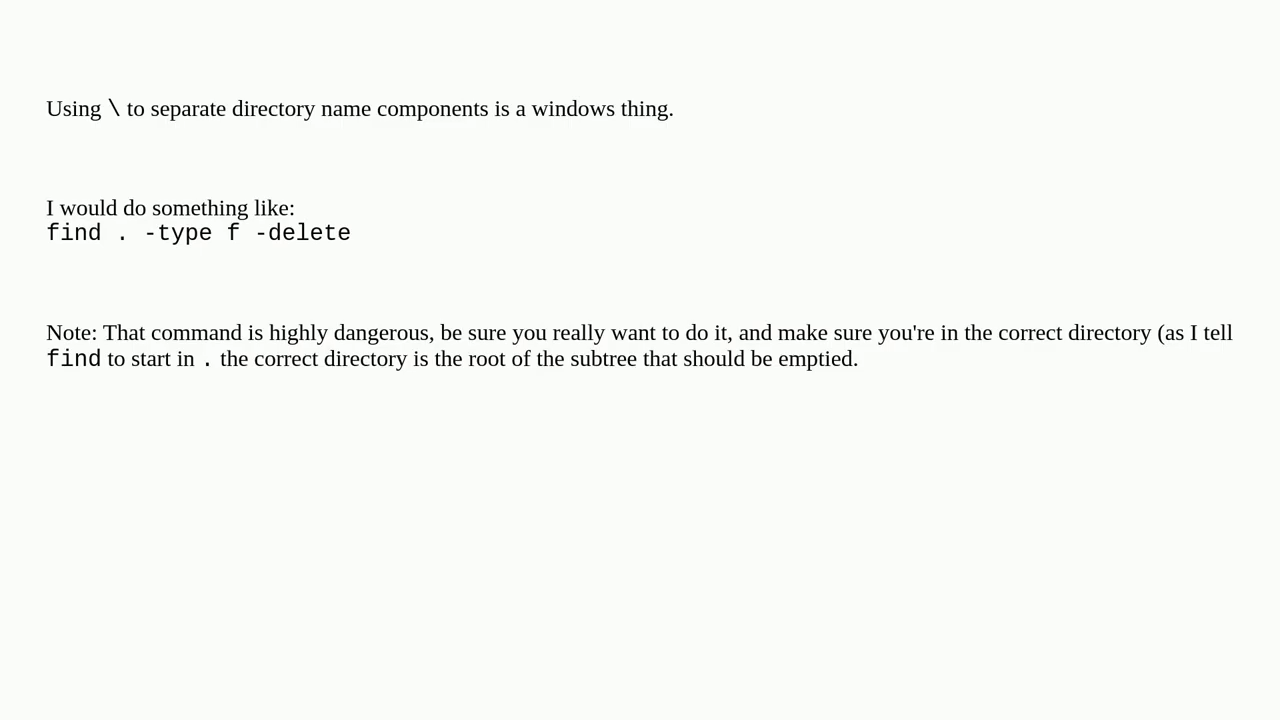 Using \ to separate directory name components is a windows thing.
I would do something like:
find . -type f -delete
Note: That command is highly dangerous, be sure you really want to do it, and make sure you're in the correct directory (as I tell
find to start in . the correct directory is the root of the subtree that should be emptied.